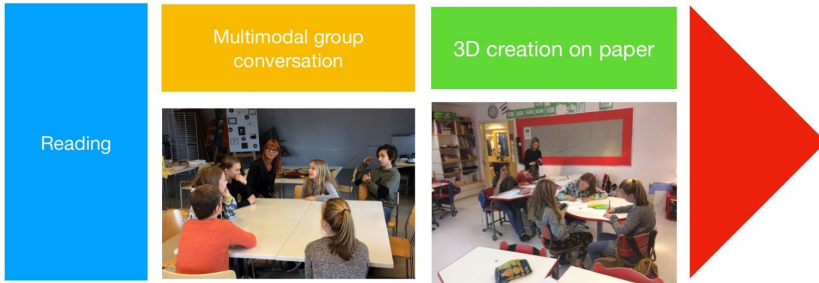 Reading
Multimodal group
conversation
3D creation on paper